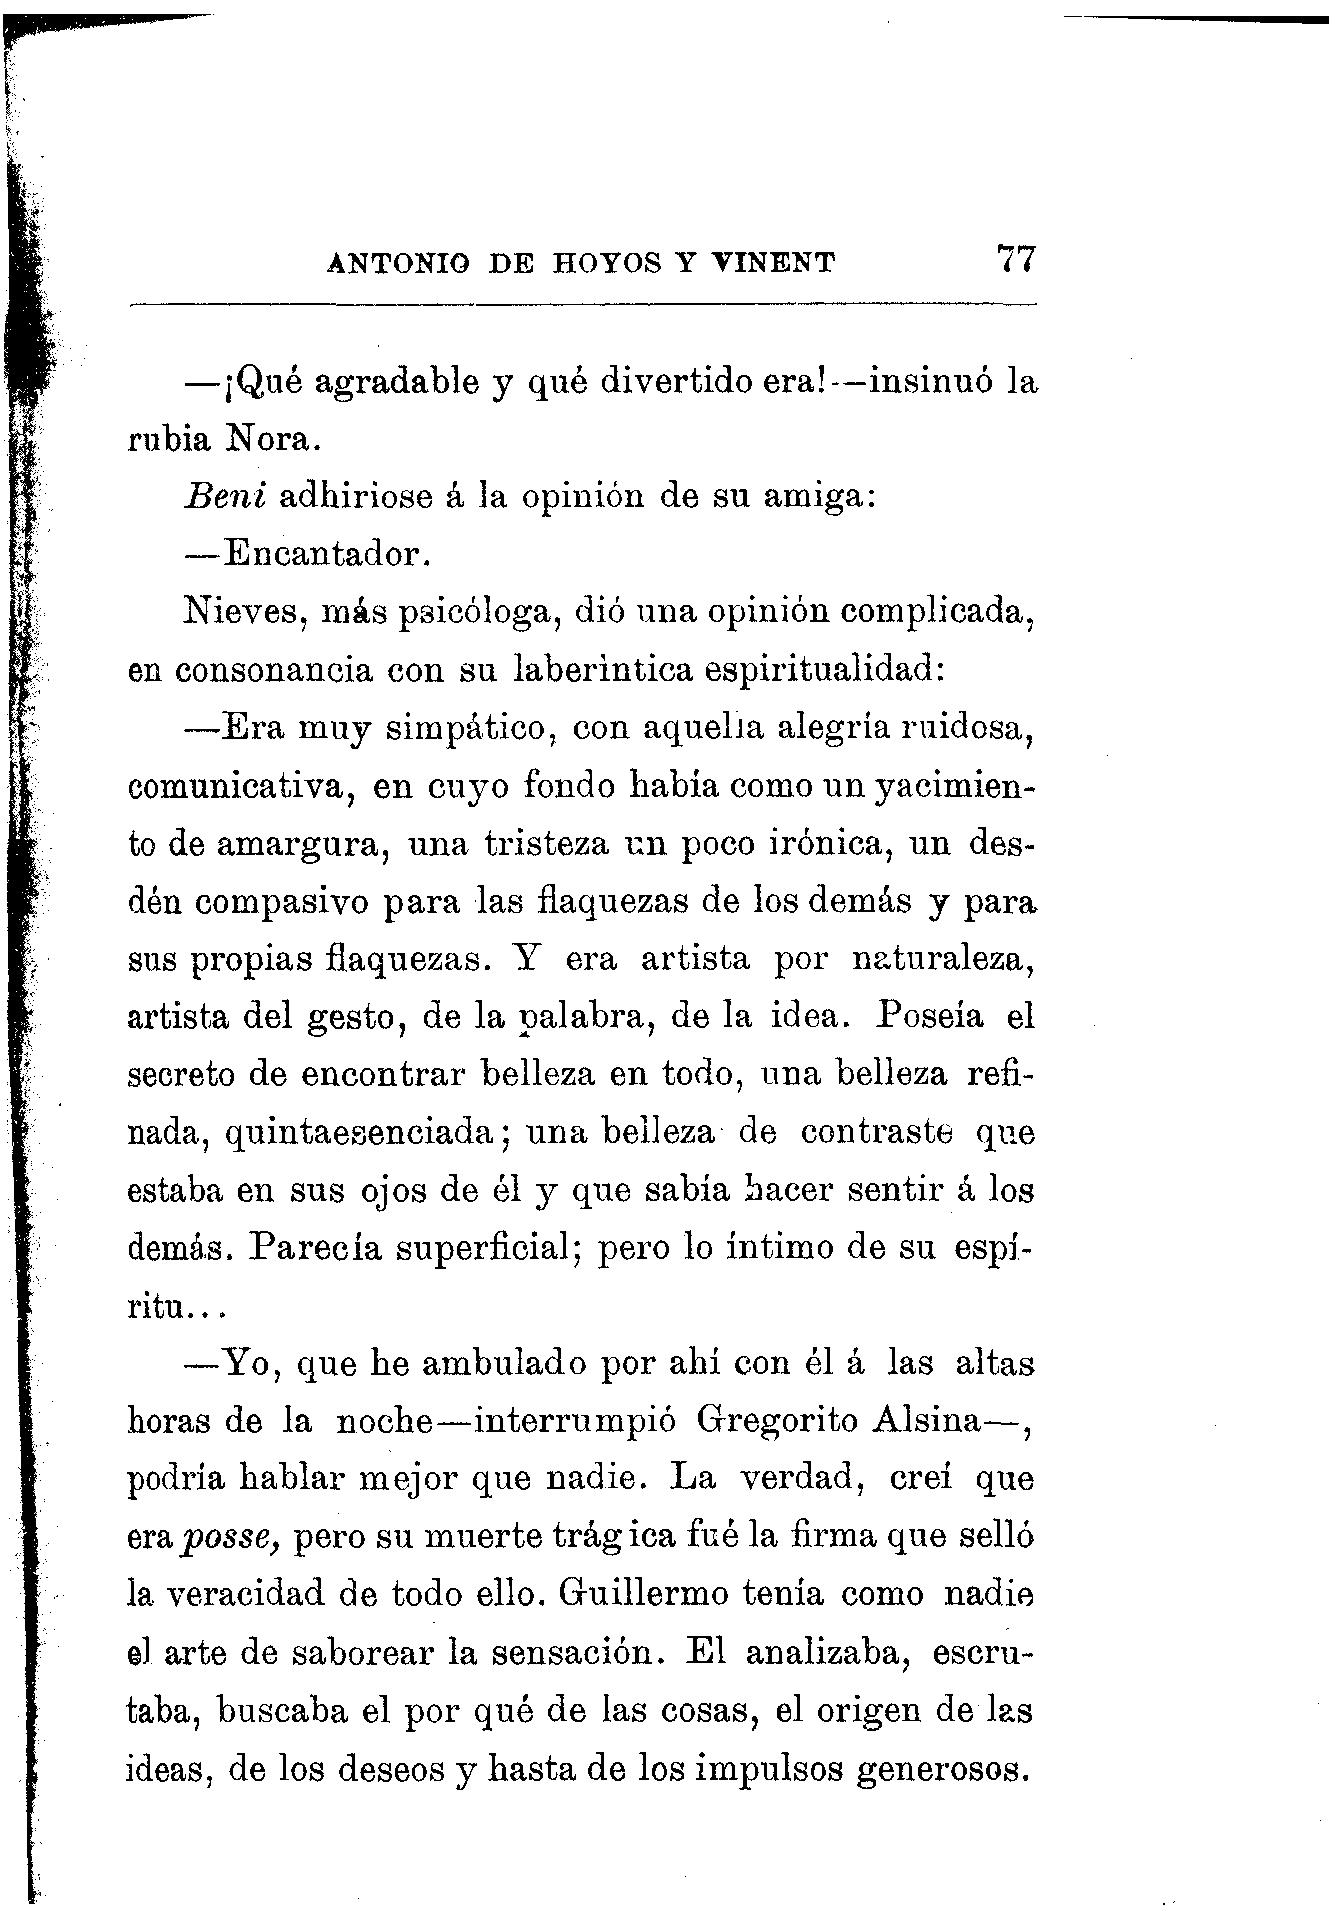 ANTONIO DE HOYOS Y VINENT 77
—¡Qué agradable y qué divertido era!—insinuó la
rubia Nora.
Beni adhiriose á la opinión de su amiga:
—Encantador.
Nieves, más psicóloga, dió una opinión complicada,
en consonancia con su laberintica espiritualidad:
—Era muy simpático, con aquella alegría ruidosa,
comunicativa, en cuyo fondo había como un yacimien-
to de amargura, una tristeza un poco irónica, un des-
dén compasivo para las flaquezas de los demás y para
sus propias flaquezas. Y era artista por naturaleza,
artista del gesto, de la palabra, de la idea. Poseía el
secreto de encontrar belleza en todo, una belleza refi-
nada, quintaesenciada; una belleza de contraste que
estaba en sus ojos de él y que sabía hacer sentir á los
demás. Parecía superficial; pero lo íntimo de su espí-
ritu...
—Yo, que he ambulado por ahí con él á las altas
horas de la noche—interrumpió Gregorito Alsina—,
podría hablar mejor que nadie. La verdad, creí que
era posse, pero su muerte trágica fué la firma que selló
la veracidad de todo ello. Guillermo tenía como nadie
el arte de saborear la sensación. El analizaba, escru-
taba, buscaba el por qué de las cosas, el origen de las
ideas, de los deseos y hasta de los impulsos generosos.